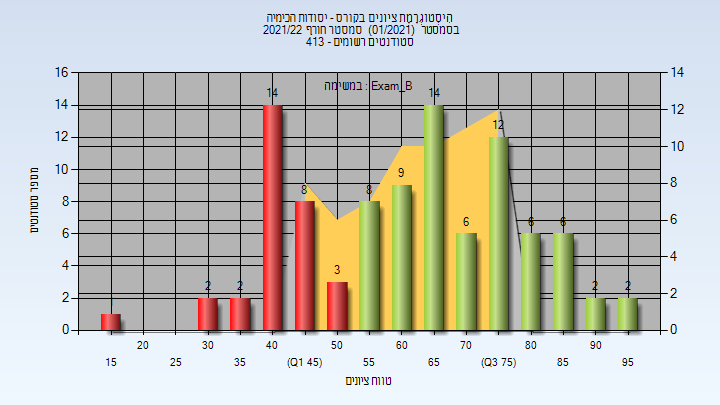 היסטוגרמת ציונים בקורס - יסודות הכימיה
בסמסטר (01/2021) סמסטר חורף 2021/22
סטודנטים רשומים - 413
במשימה : Exam_B
מספר סטודנטים
16 14 12 10 8 6 4 2 0
14 12 10 8 6 4 2 0
2 2 14 8 3 8 9 14 6 12 6 6 2 2
20 30 40 50 60 70 80 90
15 25 35 (Q1 45) 55 65 (Q3 75) 85 95
טווח ציונים